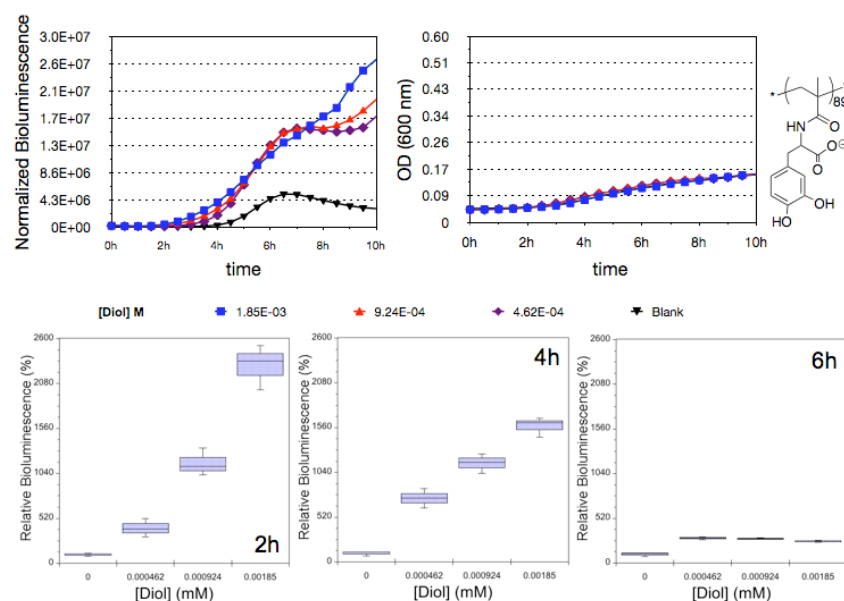 Normalized Bioluminescence
3.0E+07
2.6E+07
2.1E+07
1.7E+07
1.3E+07
8.6E+06
4.3E+06
0E+00
0h 2h 4h 6h 8h 10h
time
OD (600 nm)
0.60
0.51
0.43
0.34
0.26
0.17
0.09
0
0h 2h 4h 6h 8h 10h
time
* 89 *
O
HN
O⊖
O
OH
HO
[Diol] M 1.85E-03 9.24E-04 4.62E-04 Blank
Relative Bioluminescence (%)
2600
2080
1560
1040
520
0
2h
0 0.000462 0.000924 0.00185
[Diol] (mM)
Relative Bioluminescence (%)
2600
2080
1560
1040
520
0
4h
0 0.000462 0.000924 0.00185
[Diol] (mM)
Relative Bioluminescence (%)
2600
2080
1560
1040
520
0
6h
0 0.000462 0.000924 0.00185
[Diol] (mM)